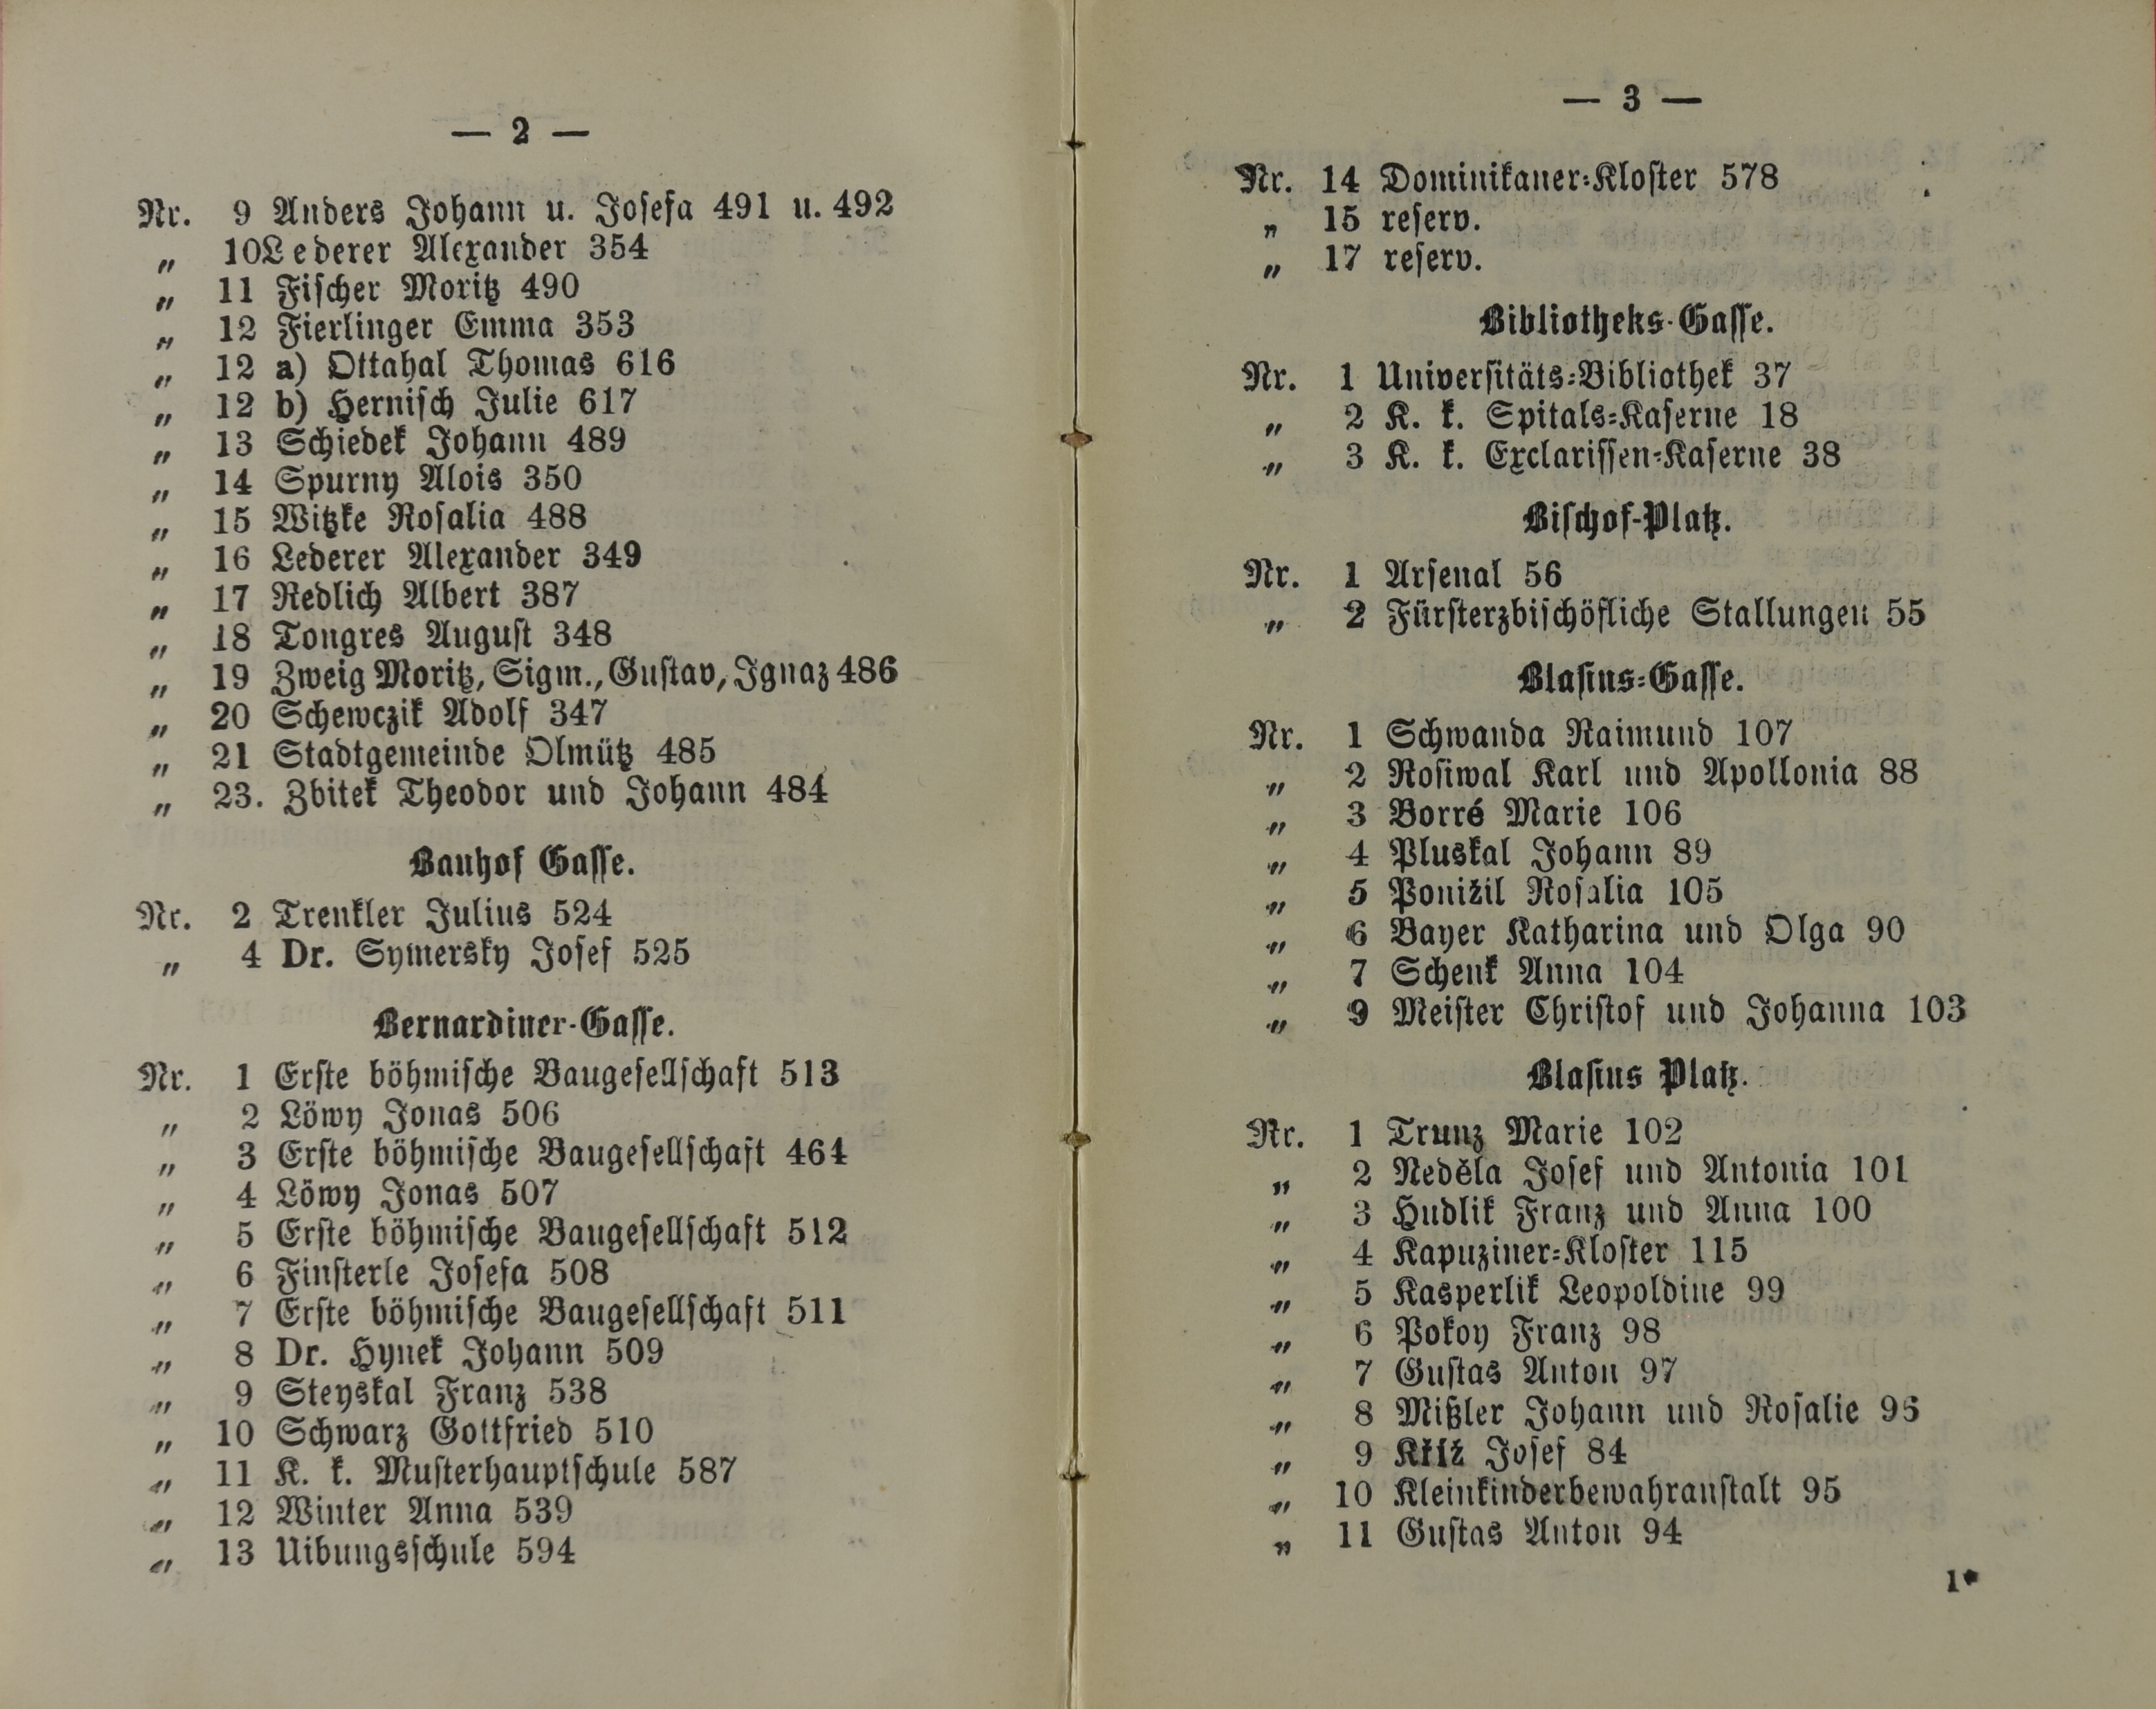 — 2 —
Nr. 9 Anders Johann u. Josefa 491 u. 492
„ 10Lederer Alexander 354
„ 11 Fischer Moritz 490
„ 12 Fierlinger Emma 353
„ 12 a) Ottahal Thomas 616
„ 12 b) Hernisch Julie 617
„ 13 Schiedek Johann 489
„ 14 Spurny Alois 350
„ 15 Witzke Rosalia 488
„ 16 Lederer Alexander 349
„ 17 Redlich Albert 387
„ 18 Tongres August 348
„ 19 Zweig Moritz, Sigm., Gustav, Ignaz 486
„ 20 Schewczik Adolf 347
„ 21 Stadtgemeinde Olmütz 485
„ 23. Zbitek Theodor und Johann 484
Bauhof Gasse.
Nr. 2 Trenkler Julius 524
„ 4 Dr. Symersky Josef 525
Bernardiner-Gasse.
Nr. 1 Erste böhmische Baugesellschaft 513
„ 2 Löwy Jonas 506
„ 3 Erste böhmische Baugesellschaft 464
„ 4 Löwy Jonas 507
„ 5 Erste böhmische Baugesellschaft 512
„ 6 Finsterle Josefa 508
„ 7 Erste böhmische Baugesellschaft 511
„ 8 Dr. Hynek Johann 509
„ 9 Steyskal Franz 538
„ 10 Schwarz Gottfried 510
„ 11 K. k. Musterhauptschule 587
„ 12 Winter Anna 539
„ 13 Uibungsschule 594
— 3 —
Nr. 14 Dominikaner-Kloster 578
„ 15 reserv.
„ 17 reserv.
Bibliotheks-Gasse.
Nr. 1 Universitäts-Bibliothek 37
„ 2 K. k. Spitals-Kaserne 18
„ 3 K. k. Exclarissen-Kaserne 38
Bischof-Platz.
Nr. 1 Arsenal 56
„ 2 Fürsterzbischöfliche Stallungen 55
Blasius-Gasse.
Nr. 1 Schwanda Raimund 107
„ 2 Rosiwal Karl und Apollonia 88
„ 3 Borré Marie 106
„ 4 Pluskal Johann 89
„ 5 Ponižil Rosalia 105
„ 6 Bayer Katharina und Olga 90
„ 7 Schenk Anna 104
„ 9 Meister Christof und Johanna 103
Blasius Platz.
Nr. 1 Trunz Marie 102
„ 2 Neděla Josef und Antonia 101
„ 3 Hudlik Franz und Anna 100
„ 4 Kapuziner-Kloster 115
„ 5 Kasperlik Leopoldine 99
„ 6 Pokoy Franz 98
„ 7 Gustas Anton 97
„ 8 Mißler Johann und Rosalie 96
„ 9 Kříž Josef 84
„ 10 Kleinkinderbewahranstalt 95
„ 11 Gustas Anton 94
1*